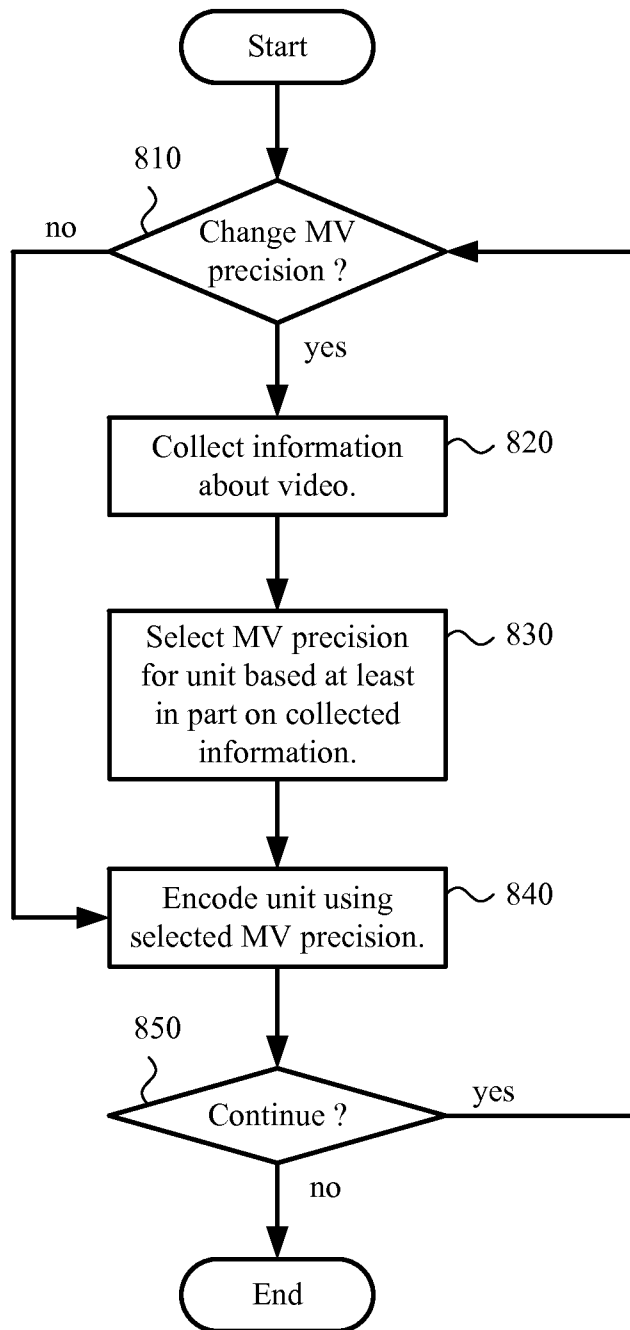 Start
810
no
Change MV
precision ?
yes
Collect information
about video.
820
Select MV precision
for unit based at least
in part on collected
information.
830
Encode unit using
selected MV precision.
840
850
Continue ?
yes
no
End